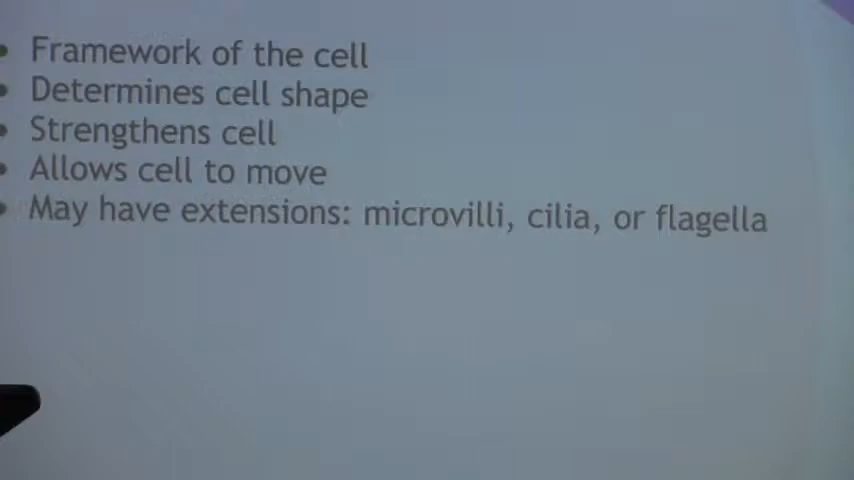 • Framework of the cell
• Determines cell shape
• Strengthens cell
• Allows cell to move
• May have extensions: microvilli, cilia, or flagella